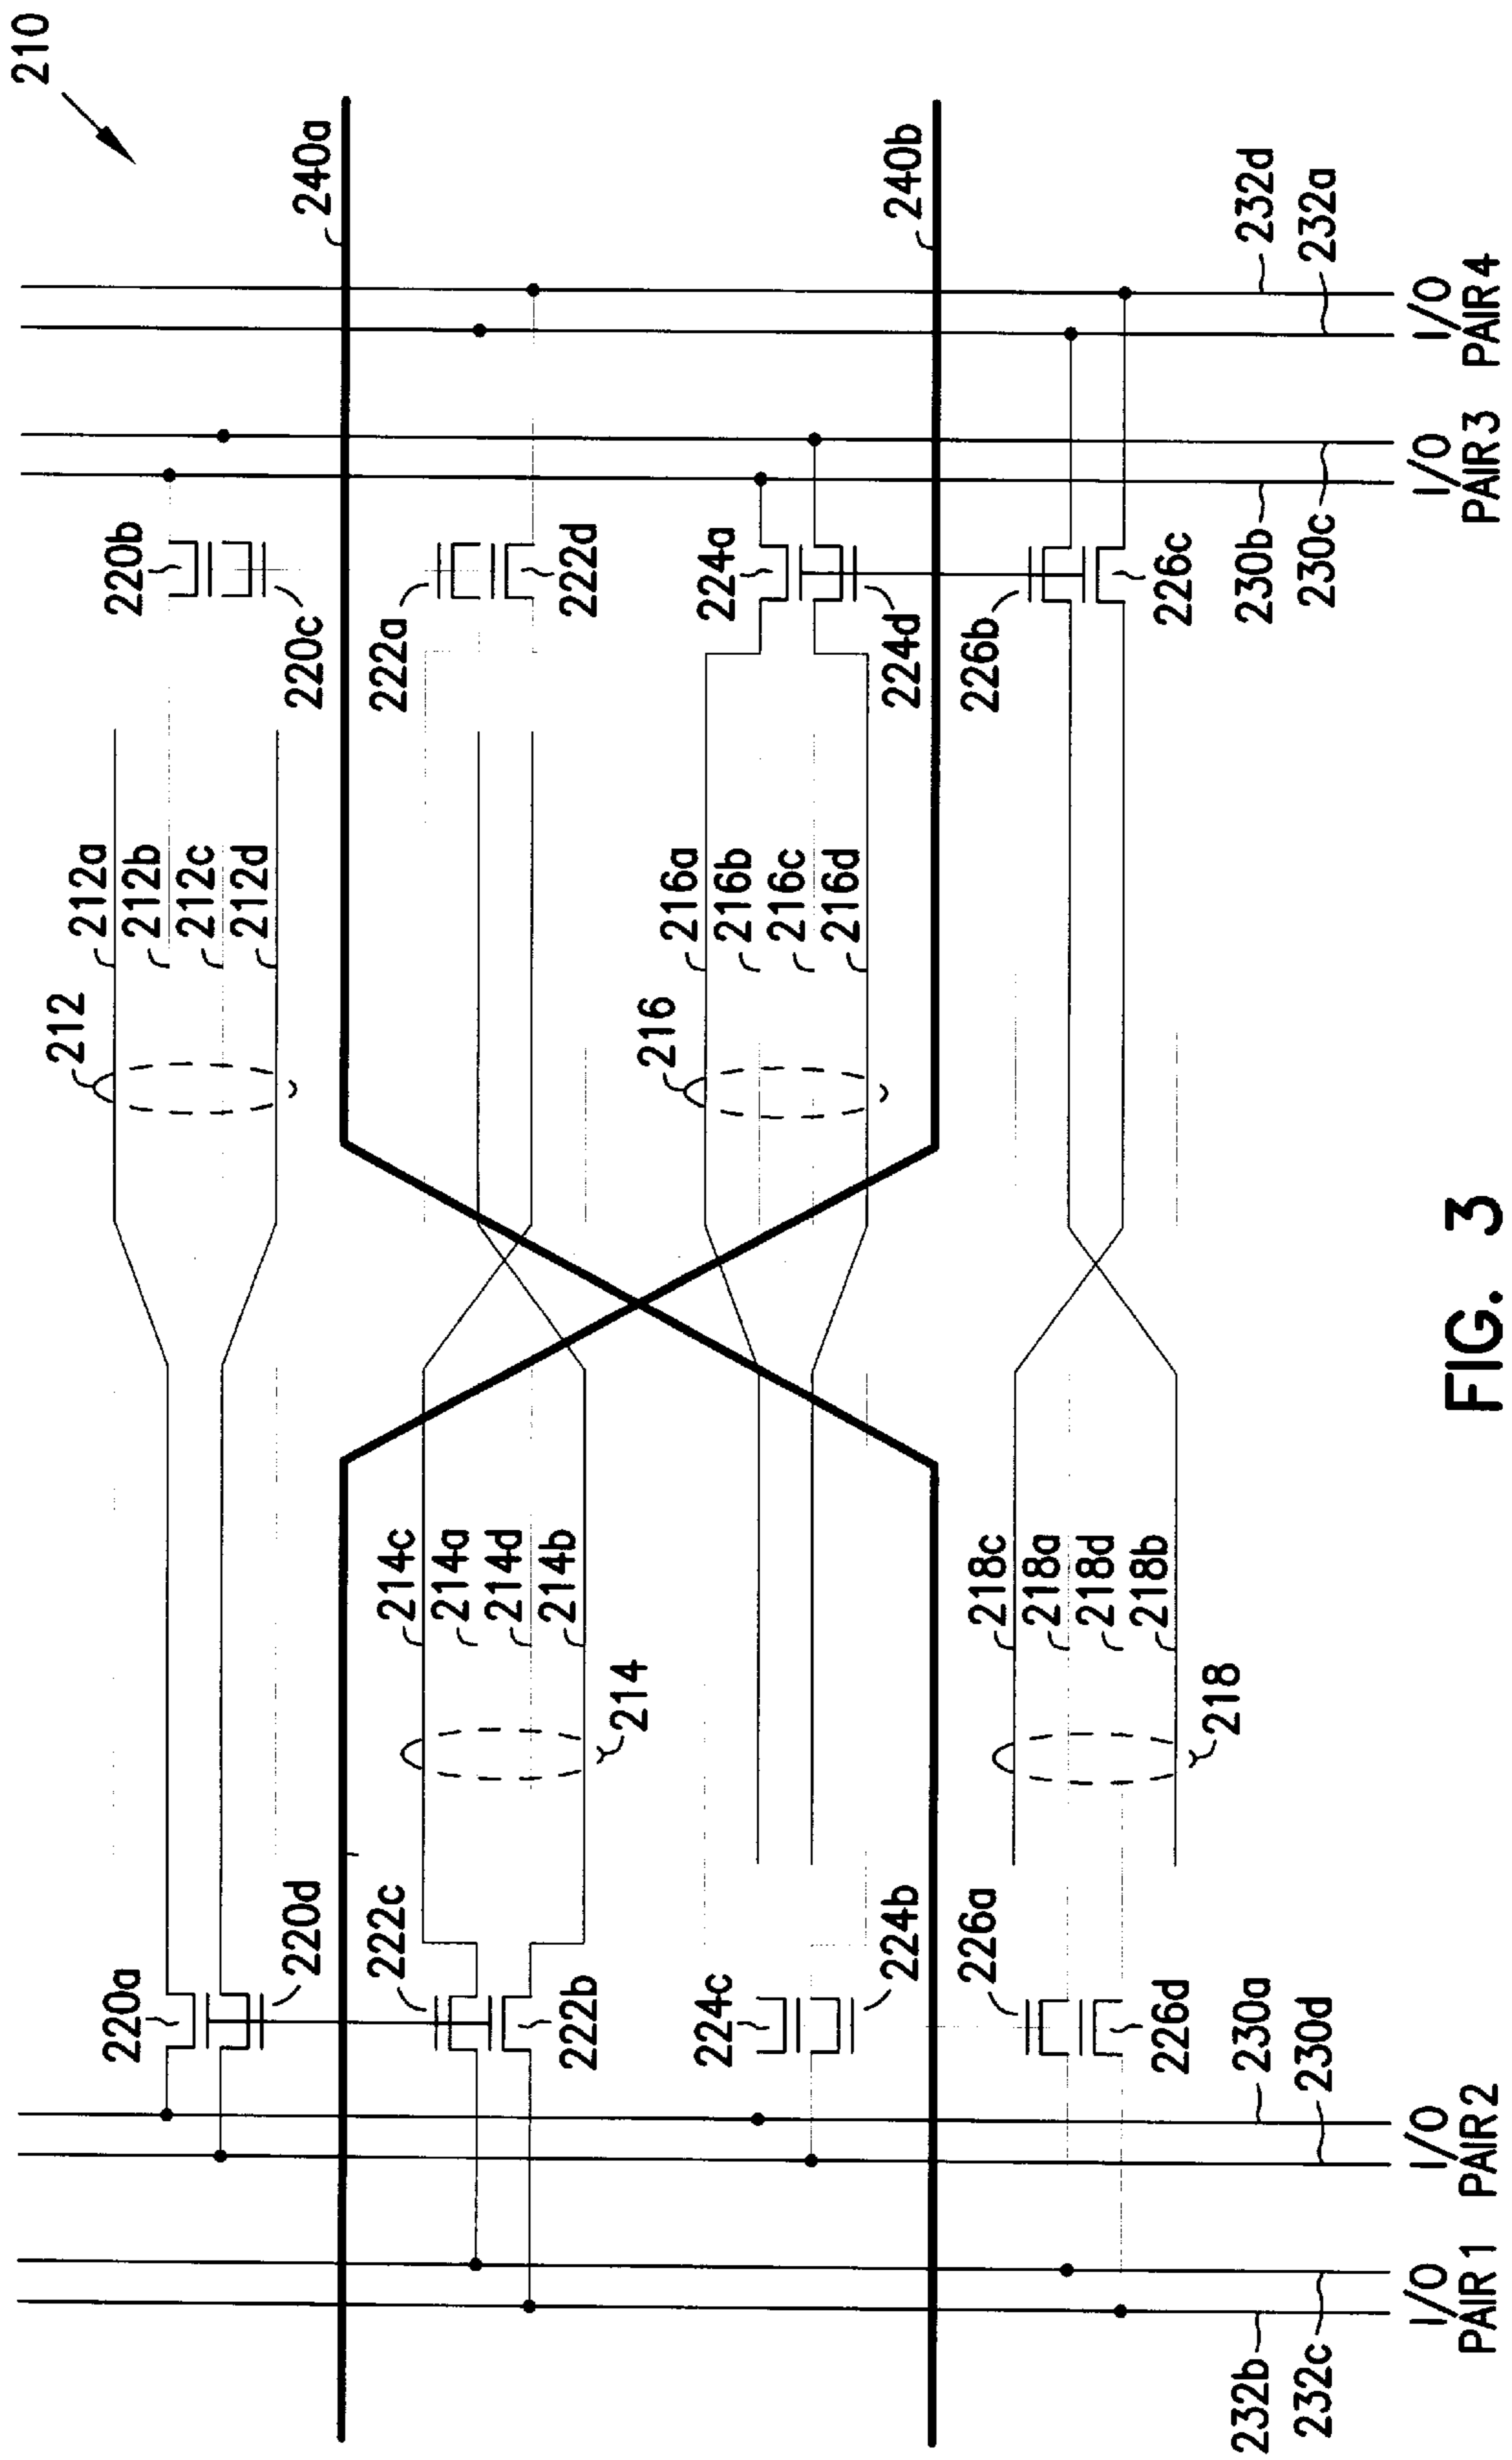 210
240a
240b
232d
232a
I/O
PAIR 4
I/O
PAIR 3
230b
230c
220b
220c
222a
222d
224a
224d
226b
226c
212a
212b
212c
212d
212
216a
216b
216c
216d
216
214c
214a
214d
214b
214
218c
218a
218d
218b
218
220a
220d
222c
222b
224c
224b
226a
226d
230a
230d
I/O
PAIR 2
I/O
PAIR 1
232b
232c
FIG. 3